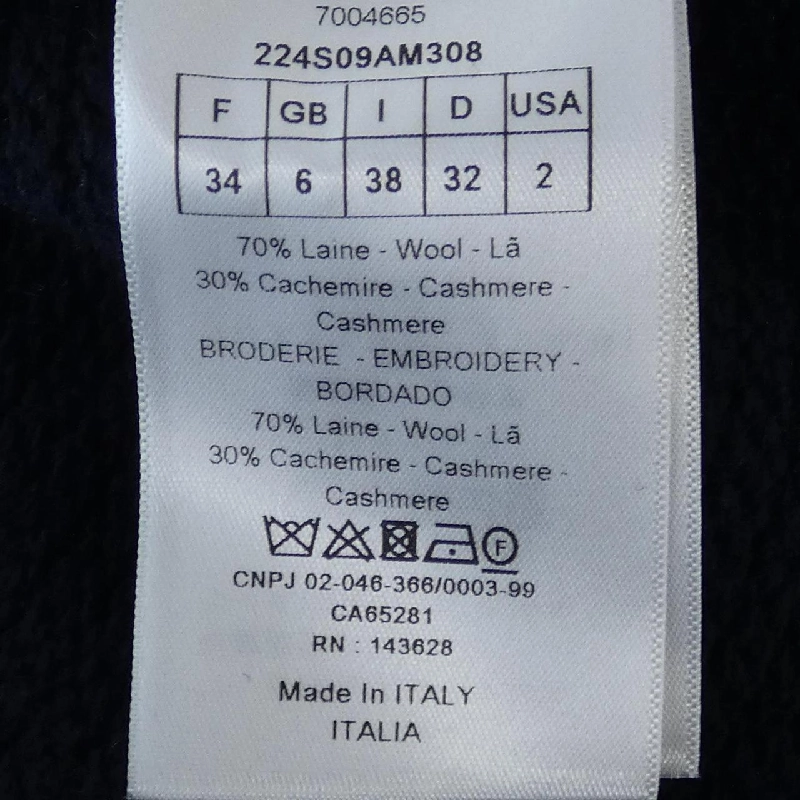 7004665
224S09AM308
F GB I D USA
34 6 38 32 2
70% Laine - Wool - Lã
30% Cachemire - Cashmere -
Cashmere
BRODERIE - EMBROIDERY -
BORDADO
70% Laine - Wool - Lã
30% Cachemire - Cashmere -
Cashmere
F
CNPJ 02-046-366/0003-99
CA65281
RN : 143628
Made In ITALY
ITALIA